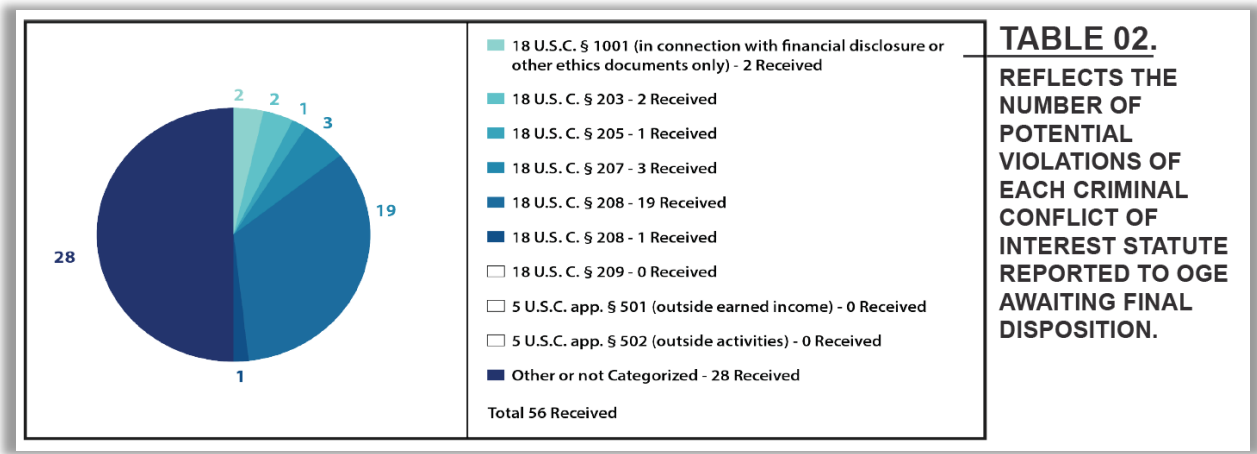 2
2
1
3
19
28
1
18 U.S.C. § 1001 (in connection with financial disclosure or
other ethics documents only) - 2 Received
18 U.S. C. § 203 - 2 Received
18 U.S. C. § 205 - 1 Received
18 U.S. C. § 207 - 3 Received
18 U.S. C. § 208 - 19 Received
18 U.S. C. § 208 - 1 Received
18 U.S. C. § 209 - 0 Received
5 U.S.C. app. § 501 (outside earned income) - 0 Received
5 U.S.C. app. § 502 (outside activities) - 0 Received
Other or not Categorized - 28 Received
Total 56 Received
TABLE 02.
REFLECTS THE
NUMBER OF
POTENTIAL
VIOLATIONS OF
EACH CRIMINAL
CONFLICT OF
INTEREST STATUTE
REPORTED TO OGE
AWAITING FINAL
DISPOSITION.